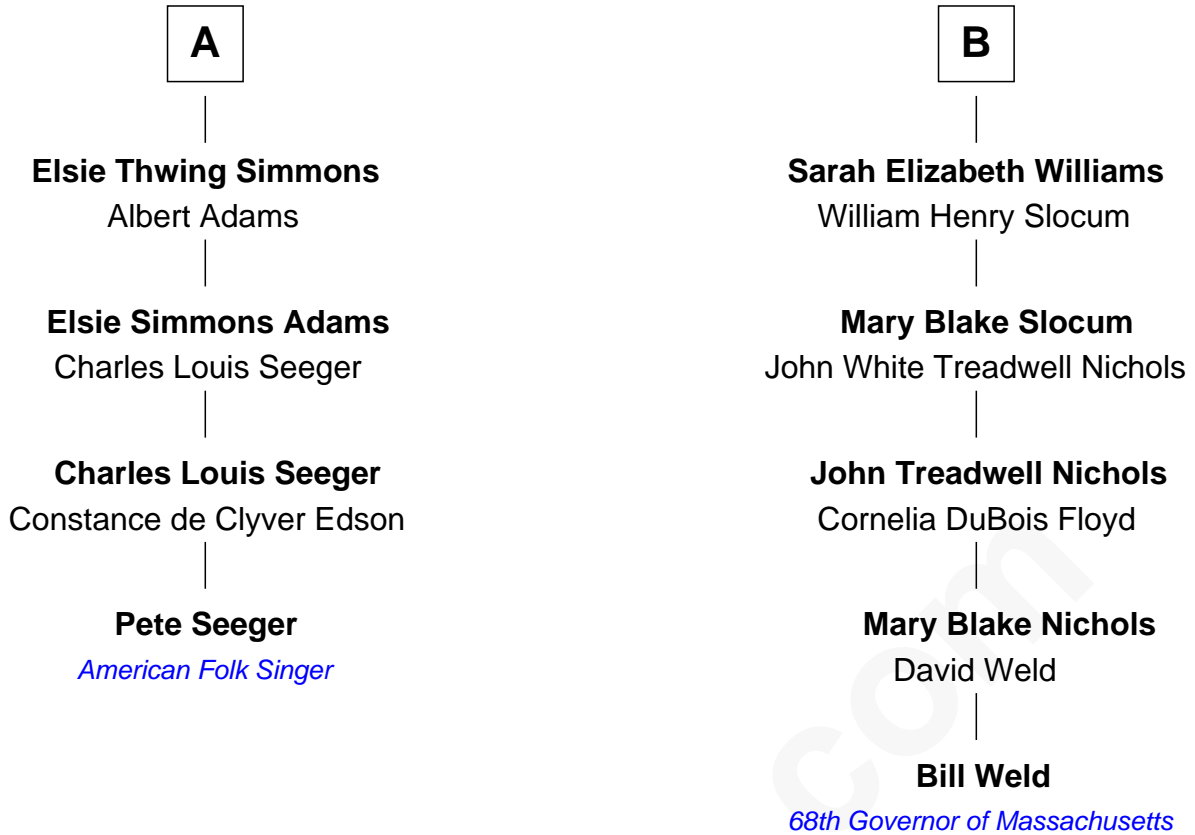 A
Elsie Thwing Simmons
Albert Adams
Elsie Simmons Adams
Charles Louis Seeger
Charles Louis Seeger
Constance de Clyver Edson
Pete Seeger
American Folk Singer
B
Sarah Elizabeth Williams
William Henry Slocum
Mary Blake Slocum
John White Treadwell Nichols
John Treadwell Nichols
Cornelia DuBois Floyd
Mary Blake Nichols
David Weld
Bill Weld
68th Governor of Massachusetts
com